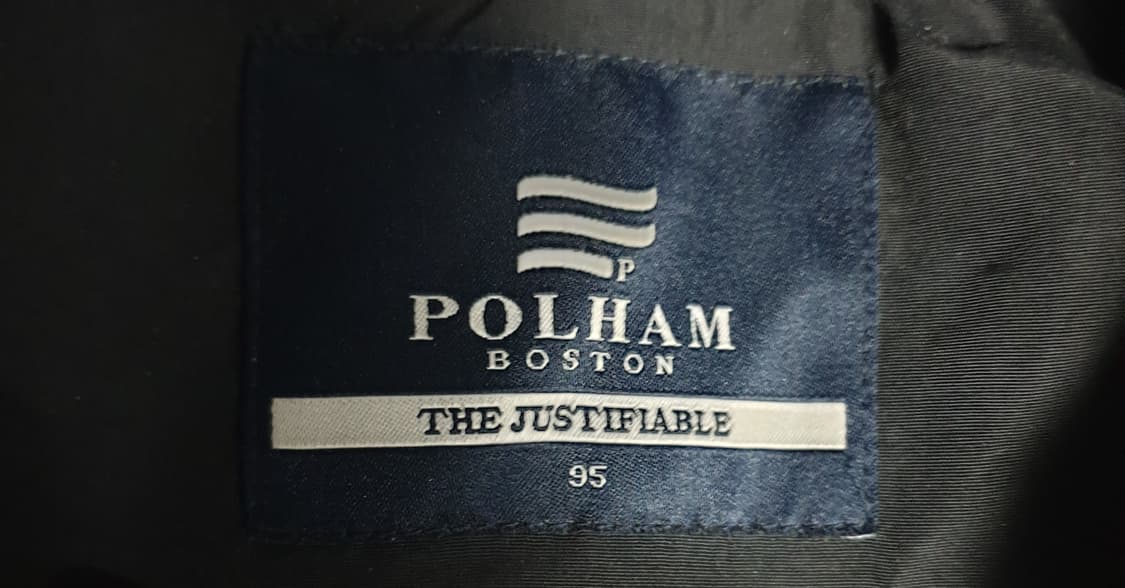 P
POLHAM
BOSTON
THE JUSTIFIABLE
95